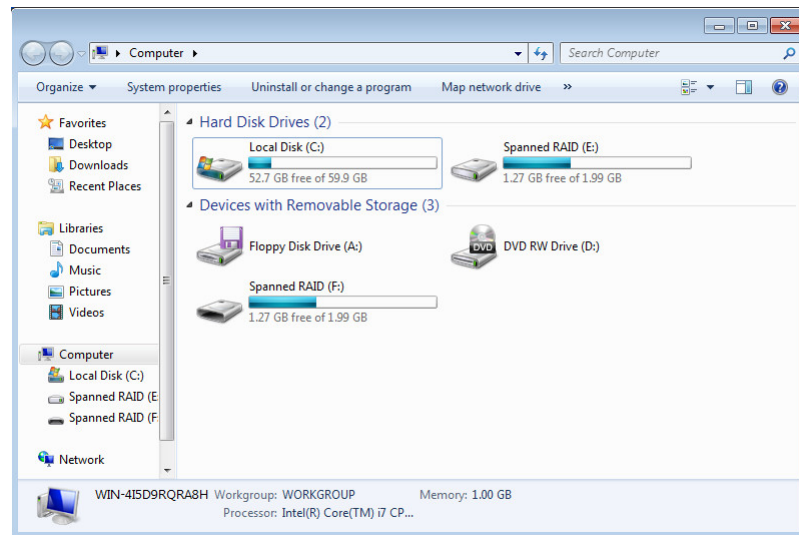 Computer
Search Computer
Organize System properties Uninstall or change a program Map network drive »
Favorites
Desktop
Downloads
Recent Places
Libraries
Documents
Music
Pictures
Videos
Computer
Local Disk (C:)
Spanned RAID (E
Spanned RAID (F
Network
Hard Disk Drives (2)
Local Disk (C:)
52.7 GB free of 59.9 GB
Spanned RAID (E:)
1.27 GB free of 1.99 GB
Devices with Removable Storage (3)
Floppy Disk Drive (A:)
DVD RW Drive (D:)
Spanned RAID (F:)
1.27 GB free of 1.99 GB
WIN-4I5D9RQRA8H Workgroup: WORKGROUP Memory: 1.00 GB
Processor: Intel(R) Core(TM) i7 CP...